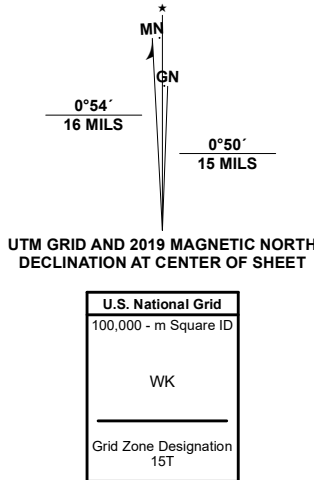 ★
MN
GN
0°54´
16 MILS
0°50´
15 MILS
UTM GRID AND 2019 MAGNETIC NORTH
DECLINATION AT CENTER OF SHEET
U.S. National Grid
100,000 - m Square ID
WK
Grid Zone Designation
15T